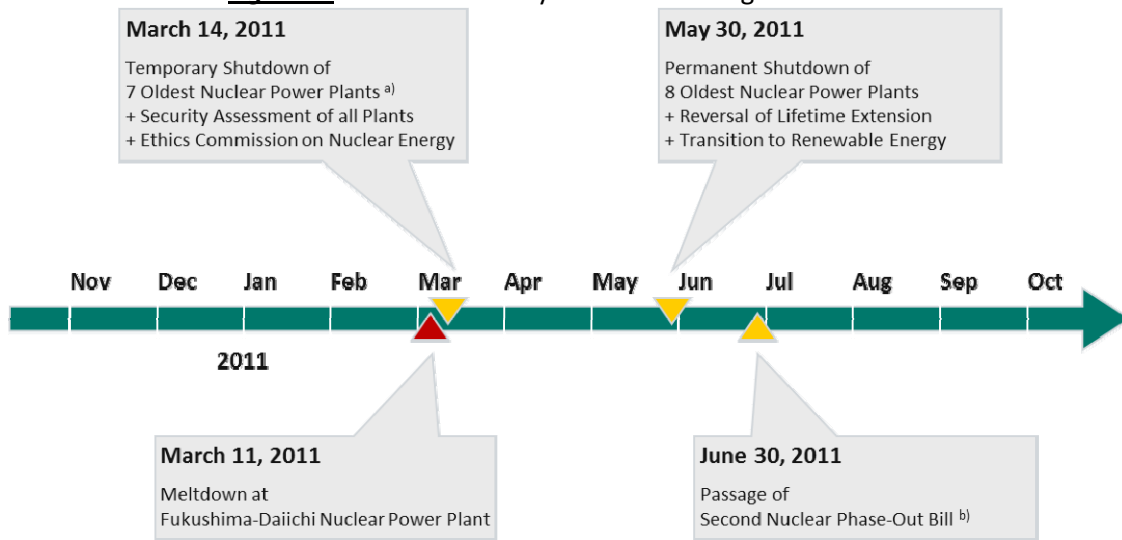 March 14, 2011
Temporary Shutdown of
7 Oldest Nuclear Power Plants a)
+ Security Assessment of all Plants
+ Ethics Commission on Nuclear Energy
May 30, 2011
Permanent Shutdown of
8 Oldest Nuclear Power Plants
+ Reversal of Lifetime Extension
+ Transition to Renewable Energy
Nov Dec Jan Feb Mar Apr May Jun Jul Aug Sep Oct
2011
March 11, 2011
Meltdown at
Fukushima-Daiichi Nuclear Power Plant
June 30, 2011
Passage of
Second Nuclear Phase-Out Bill b)